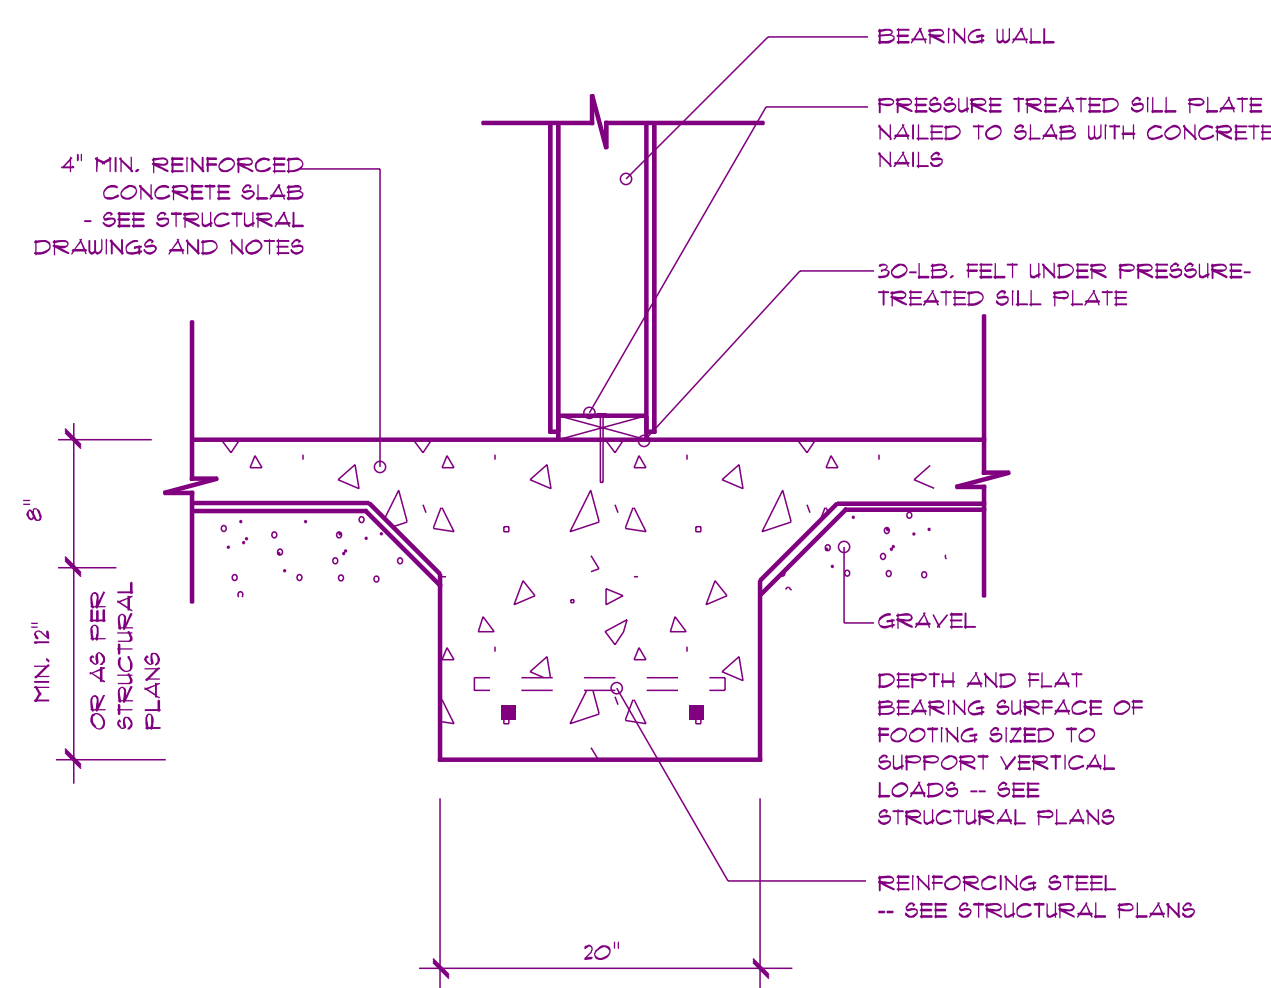 BEARING WALL
PRESSURE TREATED SILL PLATE
NAILED TO SLAB WITH CONCRETE
NAILS
4" MIN. REINFORCED
CONCRETE SLAB
- SEE STRUCTURAL
DRAWINGS AND NOTES
30-LB. FELT UNDER PRESSURE-
TREATED SILL PLATE
8"
MIN. 12"
OR AS PER
STRUCTURAL
PLANS
GRAVEL
DEPTH AND FLAT
BEARING SURFACE OF
FOOTING SIZED TO
SUPPORT VERTICAL
LOADS -- SEE
STRUCTURAL PLANS
REINFORCING STEEL
-- SEE STRUCTURAL PLANS
20"